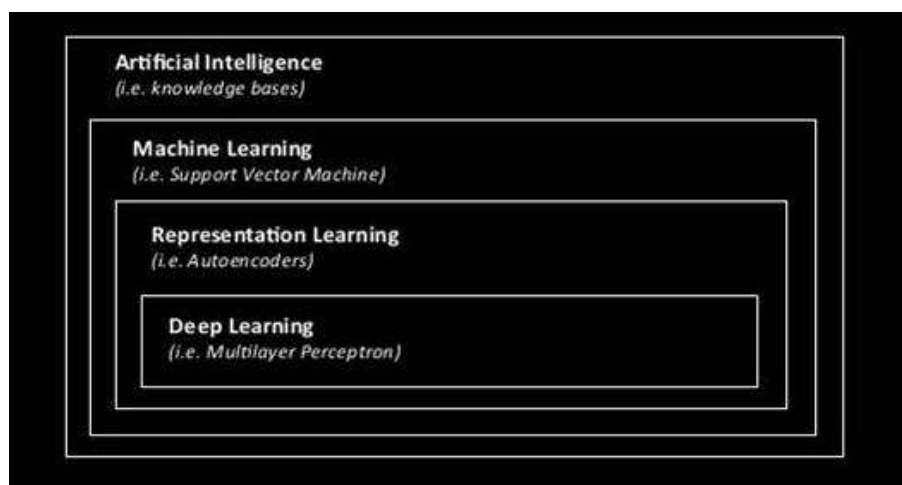 Artificial Intelligence
(i.e. knowledge bases)
Machine Learning
(i.e. Support Vector Machine)
Representation Learning
(i.e. Autoencoders)
Deep Learning
(i.e. Multilayer Perceptron)